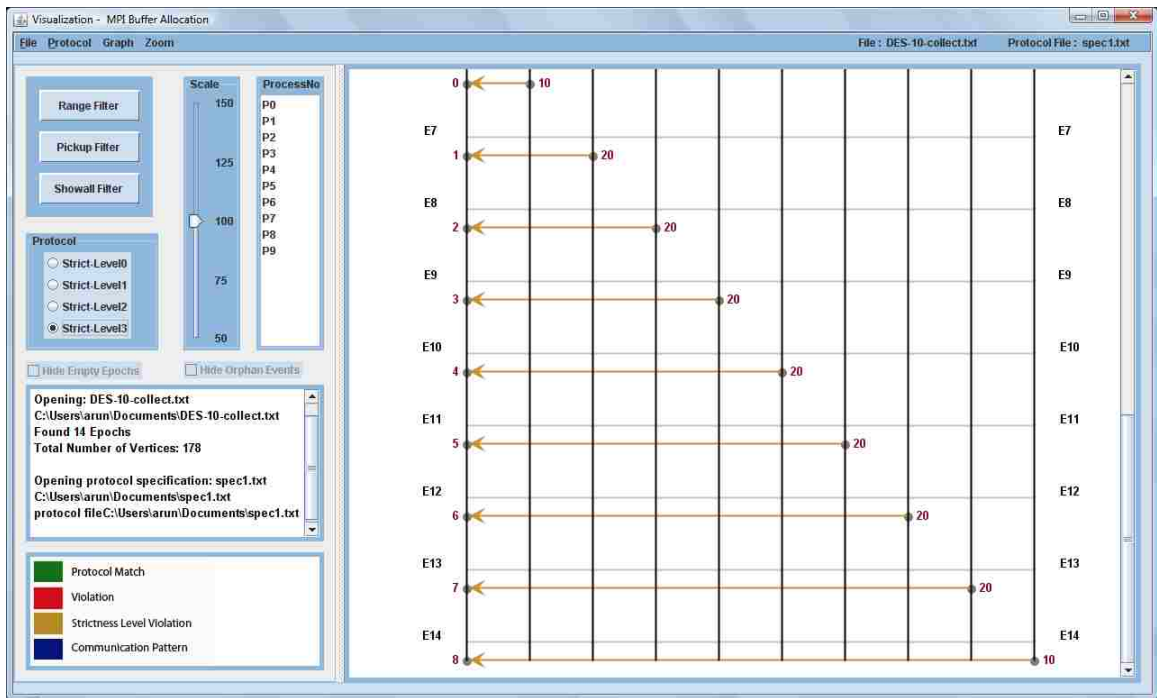 Visualization - MPI Buffer Allocation
File Protocol Graph Zoom
File : DES-10-collect.txt Protocol File : spec1.txt
Range Filter
Pickup Filter
Showall Filter
Scale
150
125
100
75
50
ProcessNo
P0
P1
P2
P3
P4
P5
P6
P7
P8
P9
Protocol
Strict-Level0
Strict-Level1
Strict-Level2
Strict-Level3
Hide Empty Epochs
Hide Orphan Events
Opening: DES-10-collect.txt
C:\Users\arun\Documents\DES-10-collect.txt
Found 14 Epochs
Total Number of Vertices: 178
Opening protocol specification: spec1.txt
C:\Users\arun\Documents\spec1.txt
protocol fileC:\Users\arun\Documents\spec1.txt
Protocol Match
Violation
Strictness Level Violation
Communication Pattern
0 10
E7 E7
1 20
E8 E8
2 20
E9 E9
3 20
E10 E10
4 20
E11 E11
5 20
E12 E12
6 20
E13 E13
7 20
E14 E14
8 10